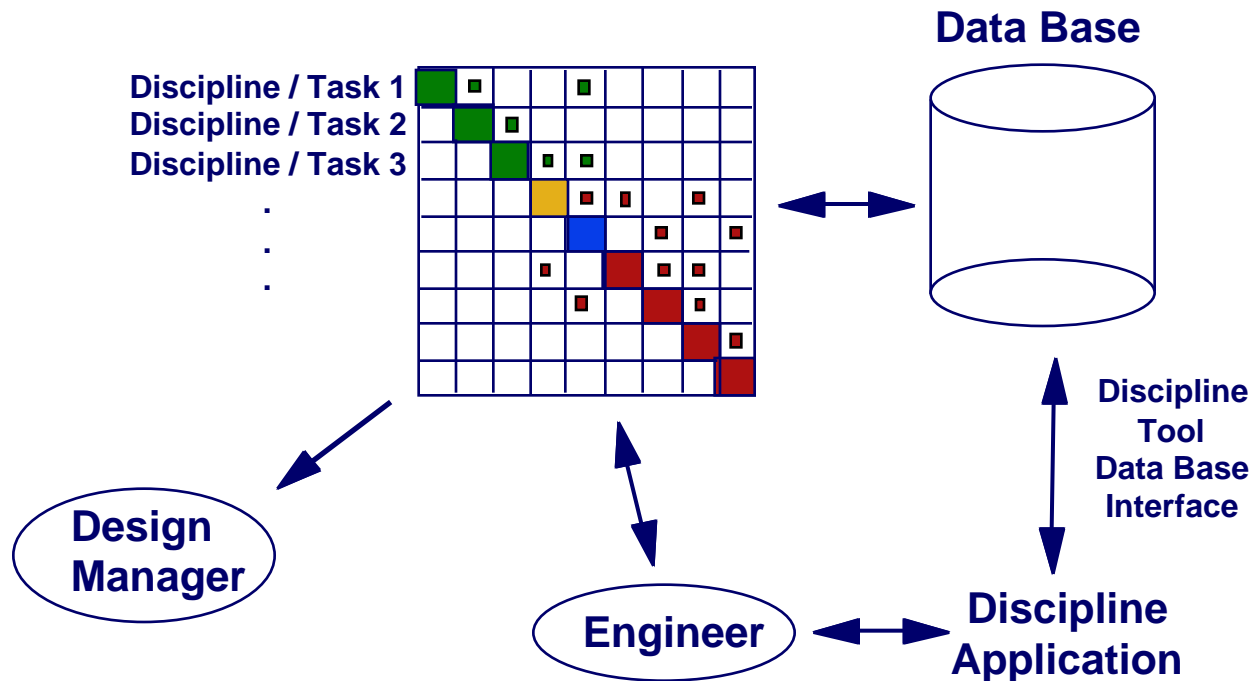 Data Base
Discipline / Task 1
Discipline / Task 2
Discipline / Task 3
.
.
.
Discipline
Tool
Data Base
Interface
Design
Manager
Engineer
Discipline
Application